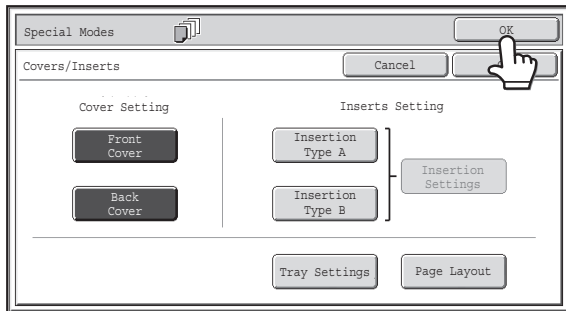 Special Modes
OK
Covers/Inserts
Cancel
Cover Setting
Inserts Setting
Front
Cover
Insertion
Type A
Insertion
Settings
Back
Cover
Insertion
Type B
Tray Settings
Page Layout